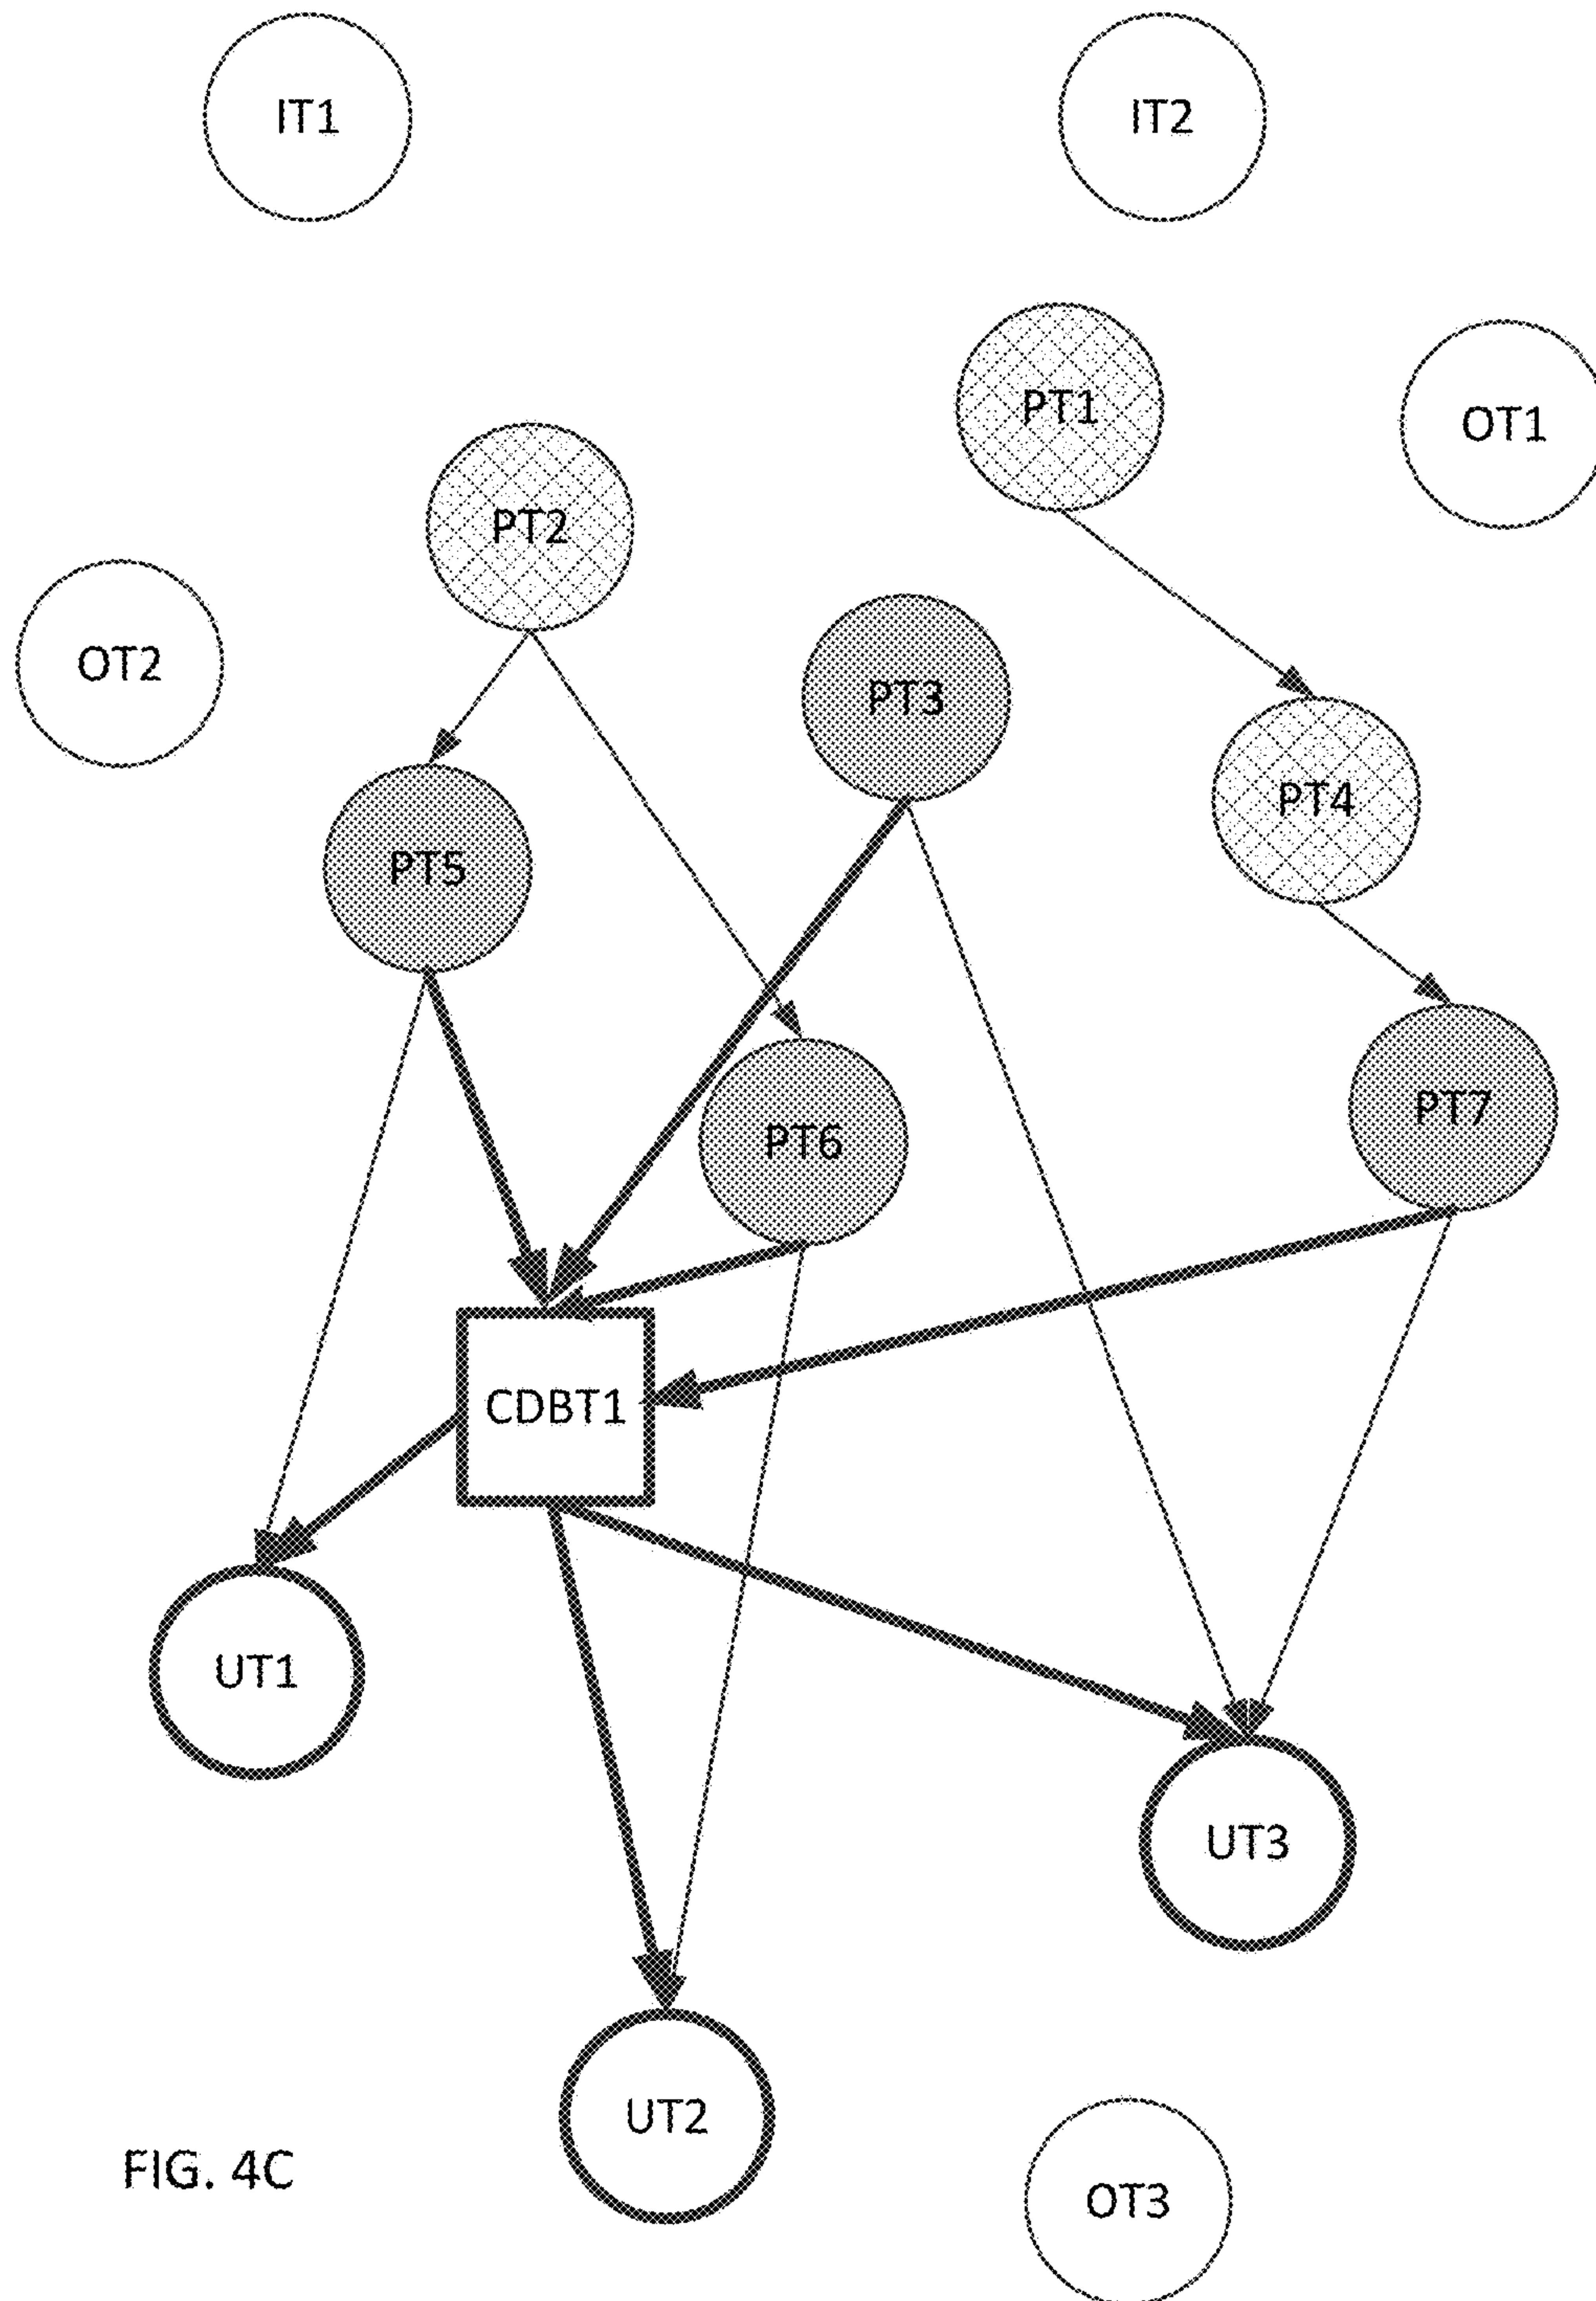 IT1
IT2
PT1
OT1
PT2
OT2
PT3
PT4
PT5
PT7
PT6
CDBT1
UT1
UT3
UT2
FIG. 4C
OT3